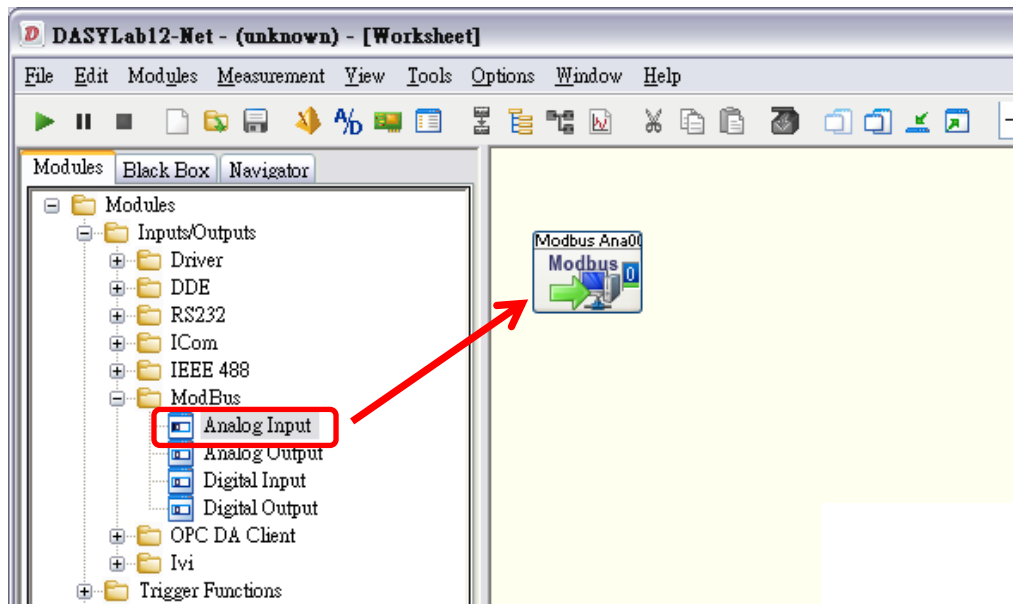 DASYLab12-Net - (unknown) - [Worksheet]
File Edit Modules Measurement View Tools Options Window Help
A/D
Modules Black Box Navigator
Modules
Inputs/Outputs
Driver
DDE
RS232
ICom
IEEE 488
ModBus
Analog Input
Analog Output
Digital Input
Digital Output
OPC DA Client
Ivi
Trigger Functions
Modbus Ana00
Modbus
0